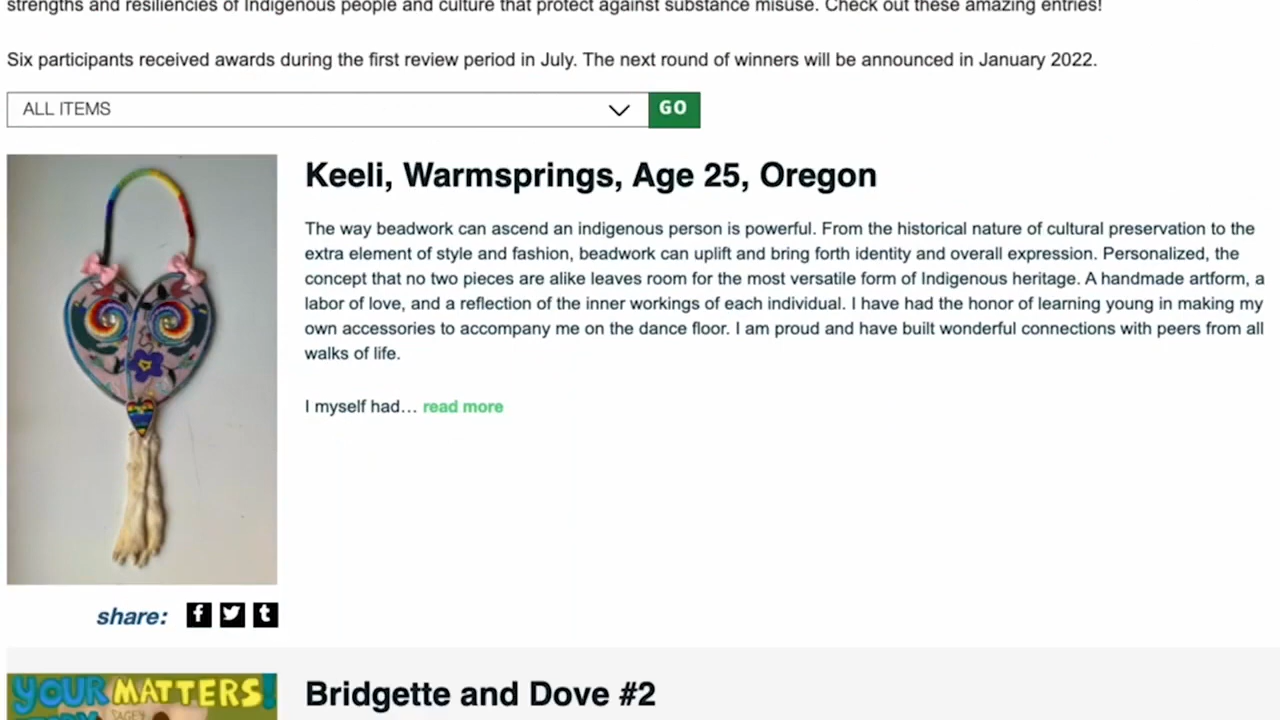 strengths and resiliencies of Indigenous people and culture that protect against substance misuse. Check out these amazing entries!
Six participants received awards during the first review period in July. The next round of winners will be announced in January 2022.
ALL ITEMS
GO
Keeli, Warmsprings, Age 25, Oregon
The way beadwork can ascend an indigenous person is powerful. From the historical nature of cultural preservation to the
extra element of style and fashion, beadwork can uplift and bring forth identity and overall expression. Personalized, the
concept that no two pieces are alike leaves room for the most versatile form of Indigenous heritage. A handmade artform, a
labor of love, and a reflection of the inner workings of each individual. I have had the honor of learning young in making my
own accessories to accompany me on the dance floor. I am proud and have built wonderful connections with peers from all
walks of life.
I myself had… read more
share:
YOUR MATTERS!
STORY
Bridgette and Dove #2